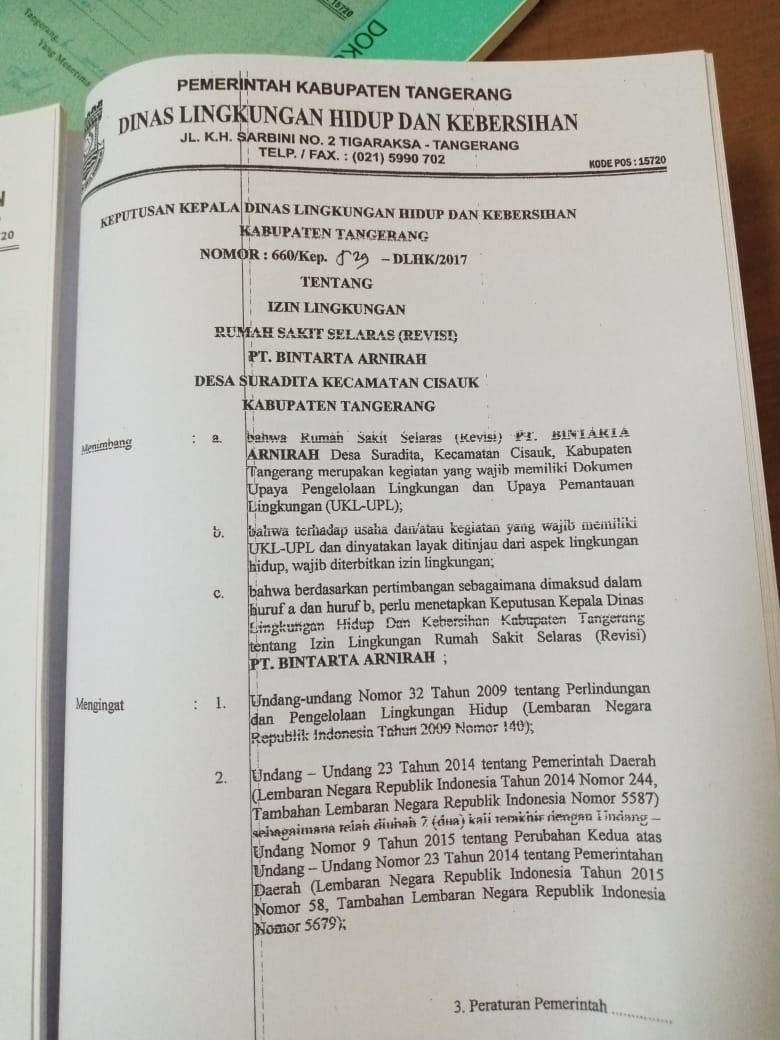 Tangerang,
Yang Menerima
15720
DOK
20
PEMERINTAH KABUPATEN TANGERANG
DINAS LINGKUNGAN HIDUP DAN KEBERSIHAN
JL. K.H. SARBINI NO. 2 TIGARAKSA - TANGERANG
TELP. / FAX. : (021) 5990 702
KODE POS : 15720
KEPUTUSAN KEPALA DINAS LINGKUNGAN HIDUP DAN KEBERSIHAN
KABUPATEN TANGERANG
NOMOR : 660/Kep. 529 – DLHK/2017
TENTANG
IZIN LINGKUNGAN
RUMAH SAKIT SELARAS (REVISI)
PT. BINTARTA ARNIRAH
DESA SURADITA KECAMATAN CISAUK
KABUPATEN TANGERANG
Menimbang : a. bahwa Rumah Sakit Selaras (Revisi) PT. BINTARTA
ARNIRAH Desa Suradita, Kecamatan Cisauk, Kabupaten
Tangerang merupakan kegiatan yang wajib memiliki Dokumen
Upaya Pengelolaan Lingkungan dan Upaya Pemantauan
Lingkungan (UKL-UPL);
b. bahwa terhadap usaha dan/atau kegiatan yang wajib memiliki
UKL-UPL dan dinyatakan layak ditinjau dari aspek lingkungan
hidup, wajib diterbitkan izin lingkungan;
c. bahwa berdasarkan pertimbangan sebagaimana dimaksud dalam
huruf a dan huruf b, perlu menetapkan Keputusan Kepala Dinas
Lingkungan Hidup Dan Kebersihan Kabupaten Tangerang
tentang Izin Lingkungan Rumah Sakit Selaras (Revisi)
PT. BINTARTA ARNIRAH ;
Mengingat : 1. Undang-undang Nomor 32 Tahun 2009 tentang Perlindungan
dan Pengelolaan Lingkungan Hidup (Lembaran Negara
Republik Indonesia Tahun 2009 Nomor 140);
2. Undang – Undang 23 Tahun 2014 tentang Pemerintah Daerah
(Lembaran Negara Republik Indonesia Tahun 2014 Nomor 244,
Tambahan Lembaran Negara Republik Indonesia Nomor 5587)
sebagaimana telah diubah 2 (dua) kali terakhir dengan Undang –
Undang Nomor 9 Tahun 2015 tentang Perubahan Kedua atas
Undang – Undang Nomor 23 Tahun 2014 tentang Pemerintahan
Daerah (Lembaran Negara Republik Indonesia Tahun 2015
Nomor 58, Tambahan Lembaran Negara Republik Indonesia
Nomor 5679);
3. Peraturan Pemerintah ...............